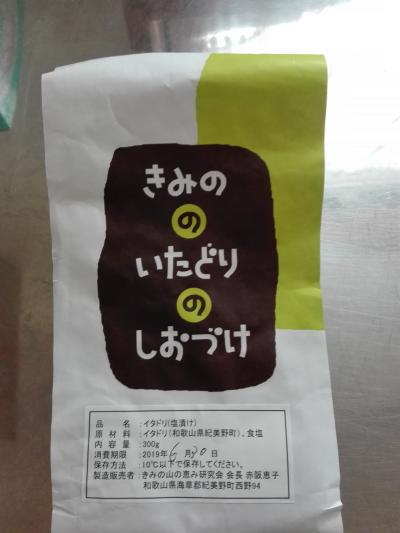 きみの
の
いたどり
の
しおづけ
品 名 :イタドリ(塩漬け)
原 材 料 :イタドリ(和歌山県紀美野町)、食塩
内 容 量 :300g
消費期限 :2019年6月30日
保存方法 :10℃以下で保存してください。
製造販売者 :きみの山の恵み研究会 会長 赤阪恵子
和歌山県海草郡紀美野町西野94